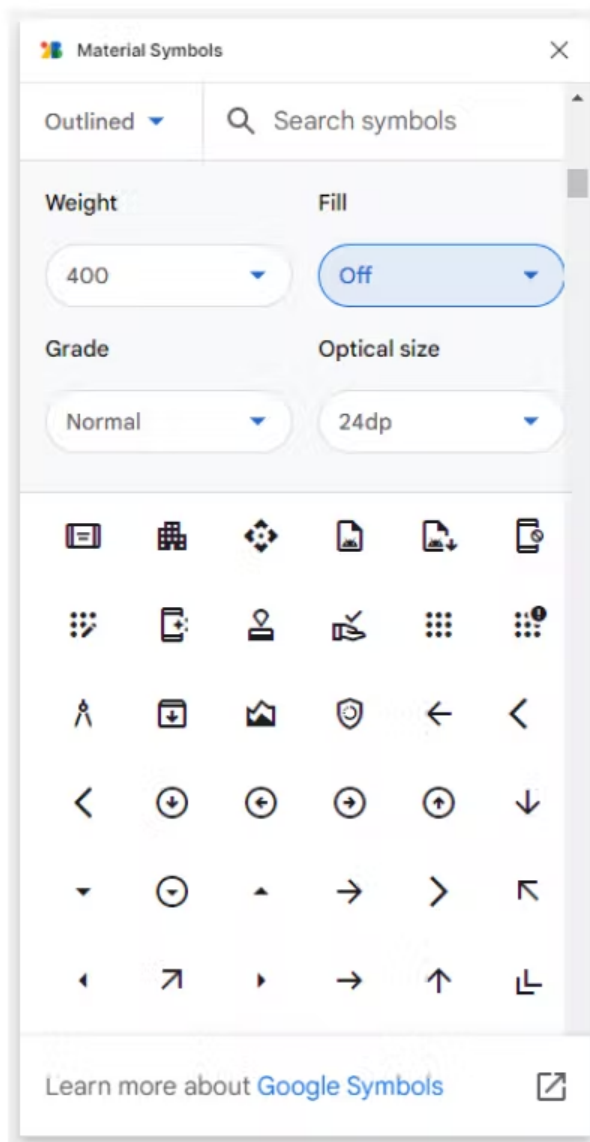 Material Symbols
Outlined Search symbols
Weight Fill
400 Off
Grade Optical size
Normal 24dp
Learn more about Google Symbols